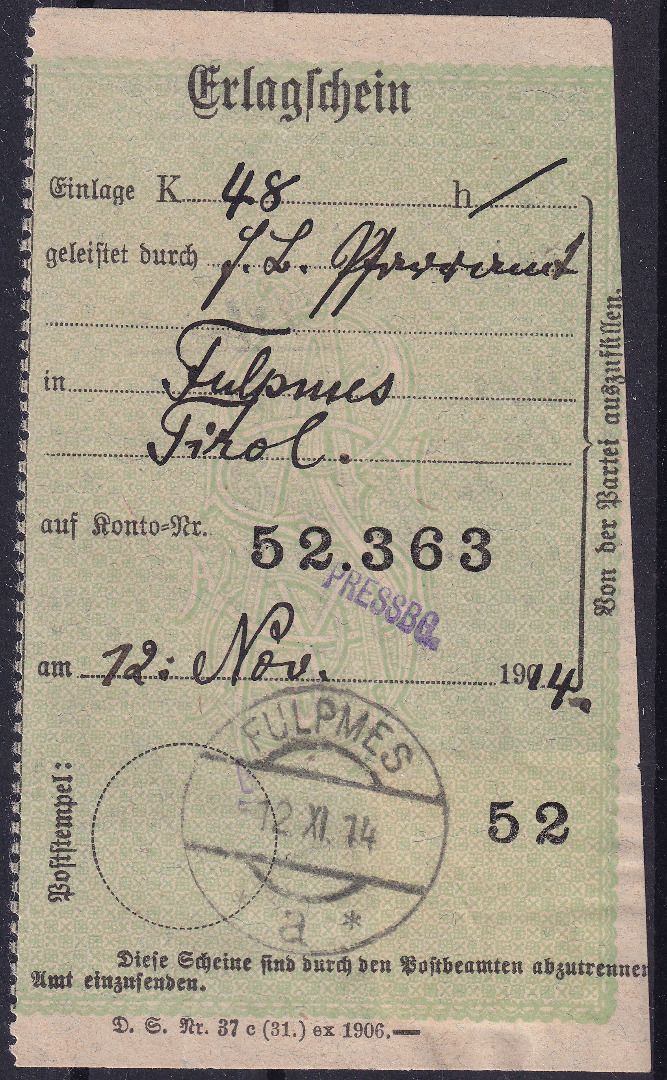 Erlagschein
Einlage K 48 h /
geleistet durch f. b. Pfarramt
in Fulpmes
Tirol.
auf Konto-Nr. 52.363
PRESSBG.
am 12. Nov. 1914.
Von der Partei auszufüllen.
FULPMES
12 XI. 14
a *
52
Poststempel:
Diese Scheine sind durch den Postbeamten abzutrennen
Amt einzusenden.
D. S. Nr. 37 c (31.) ex 1906.—